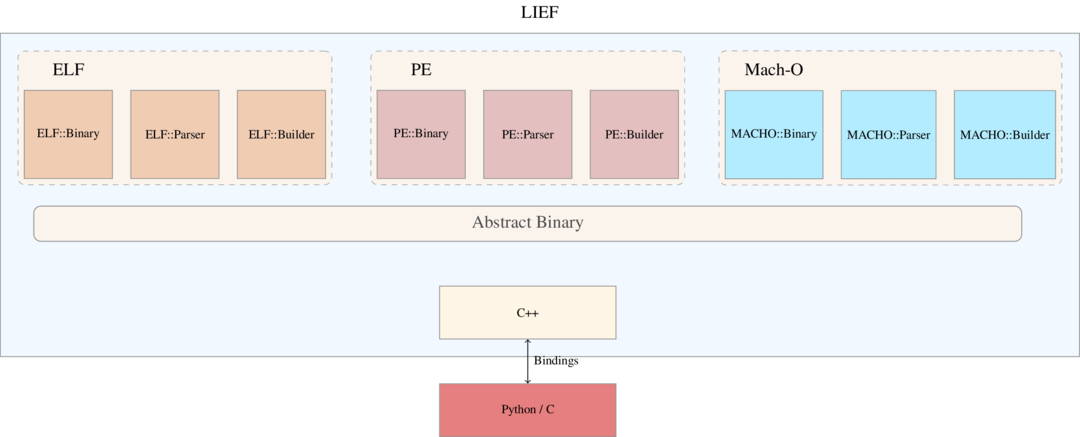 LIEF
ELF
PE
Mach-O
ELF::Binary
ELF::Parser
ELF::Builder
PE::Binary
PE::Parser
PE::Builder
MACHO::Binary
MACHO::Parser
MACHO::Builder
Abstract Binary
C++
Bindings
Python / C